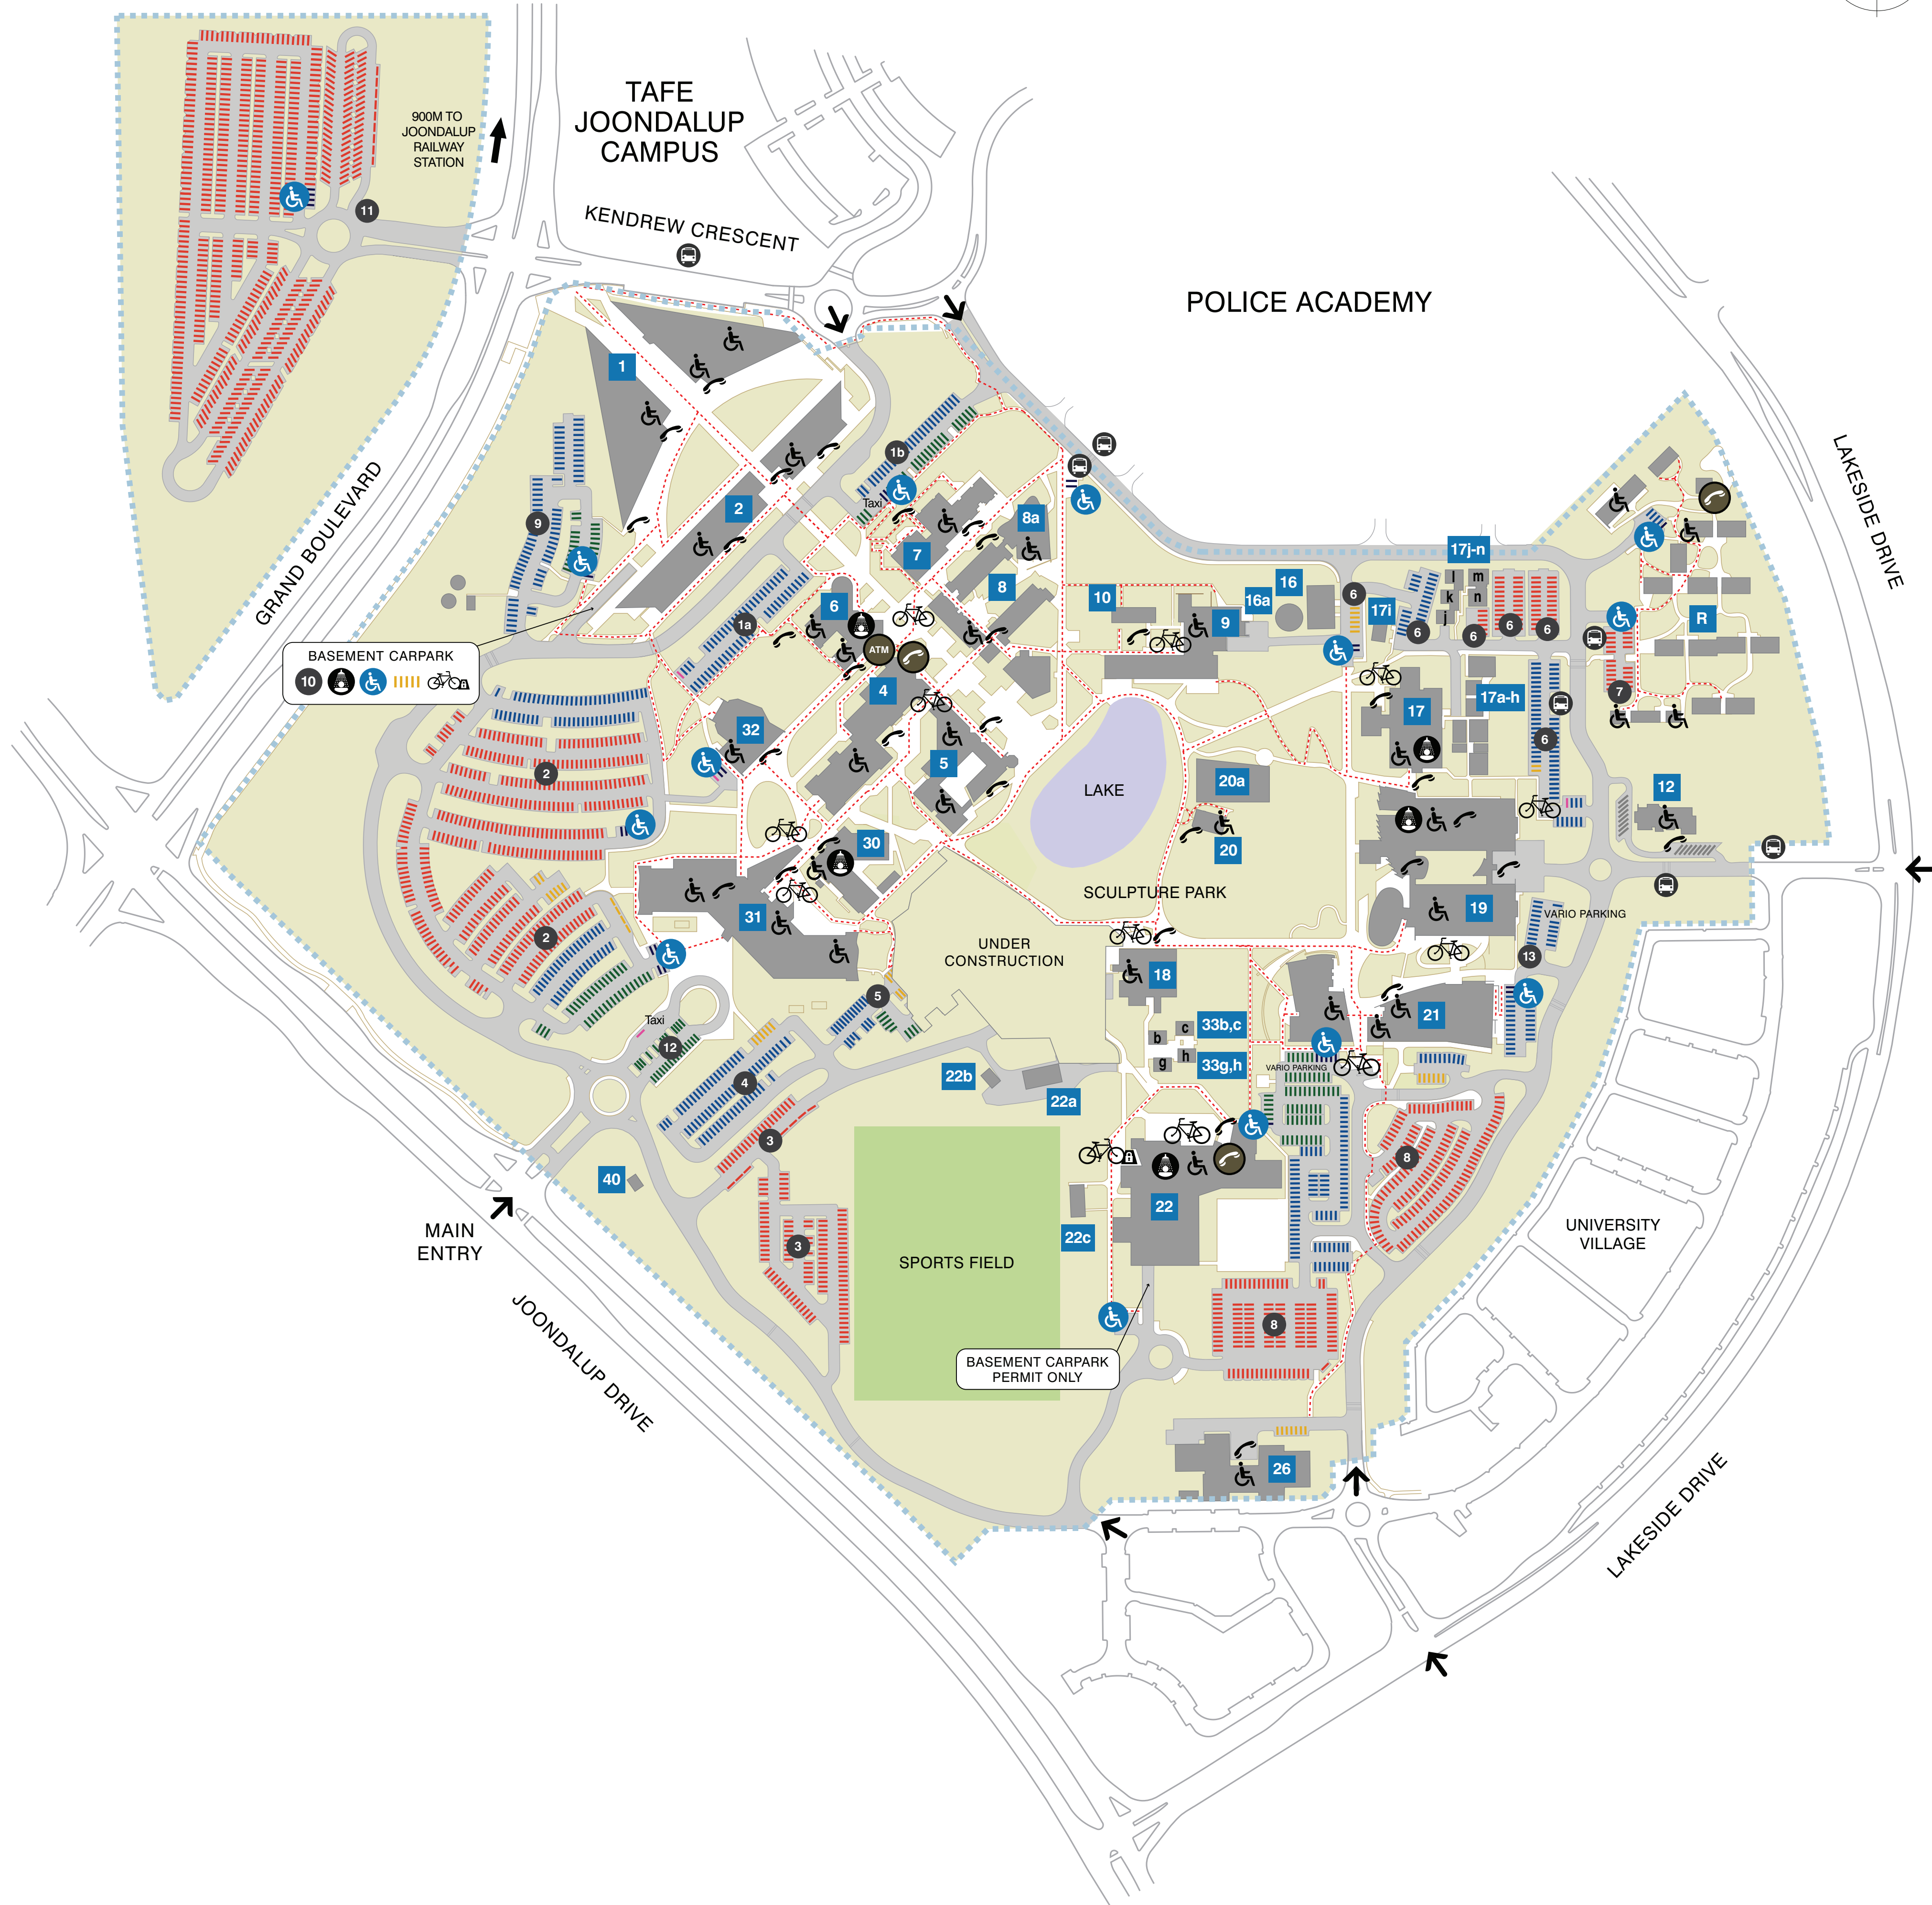 TAFE
JOONDALUP
CAMPUS
900M TO
JOONDALUP
RAILWAY
STATION
11
KENDREW CRESCENT
POLICE ACADEMY
LAKESIDE DRIVE
GRAND BOULEVARD
1
1b
Taxi
2
9
7
8a
8
17j-n
l
m
k
n
j
10
16
16a
9
6
17i
6
6
6
6
R
6
1a
ATM
BASEMENT CARPARK
10
4
32
5
17
17a-h
7
6
2
LAKE
20a
20
12
30
SCULPTURE PARK
31
19
VARIO PARKING
2
UNDER
CONSTRUCTION
13
18
5
Taxi
12
c
b
33b,c
h
g
33g,h
21
VARIO PARKING
4
22b
22a
3
8
40
22
22c
MAIN
ENTRY
3
SPORTS FIELD
UNIVERSITY
VILLAGE
8
BASEMENT CARPARK
PERMIT ONLY
JOONDALUP DRIVE
26
LAKESIDE DRIVE